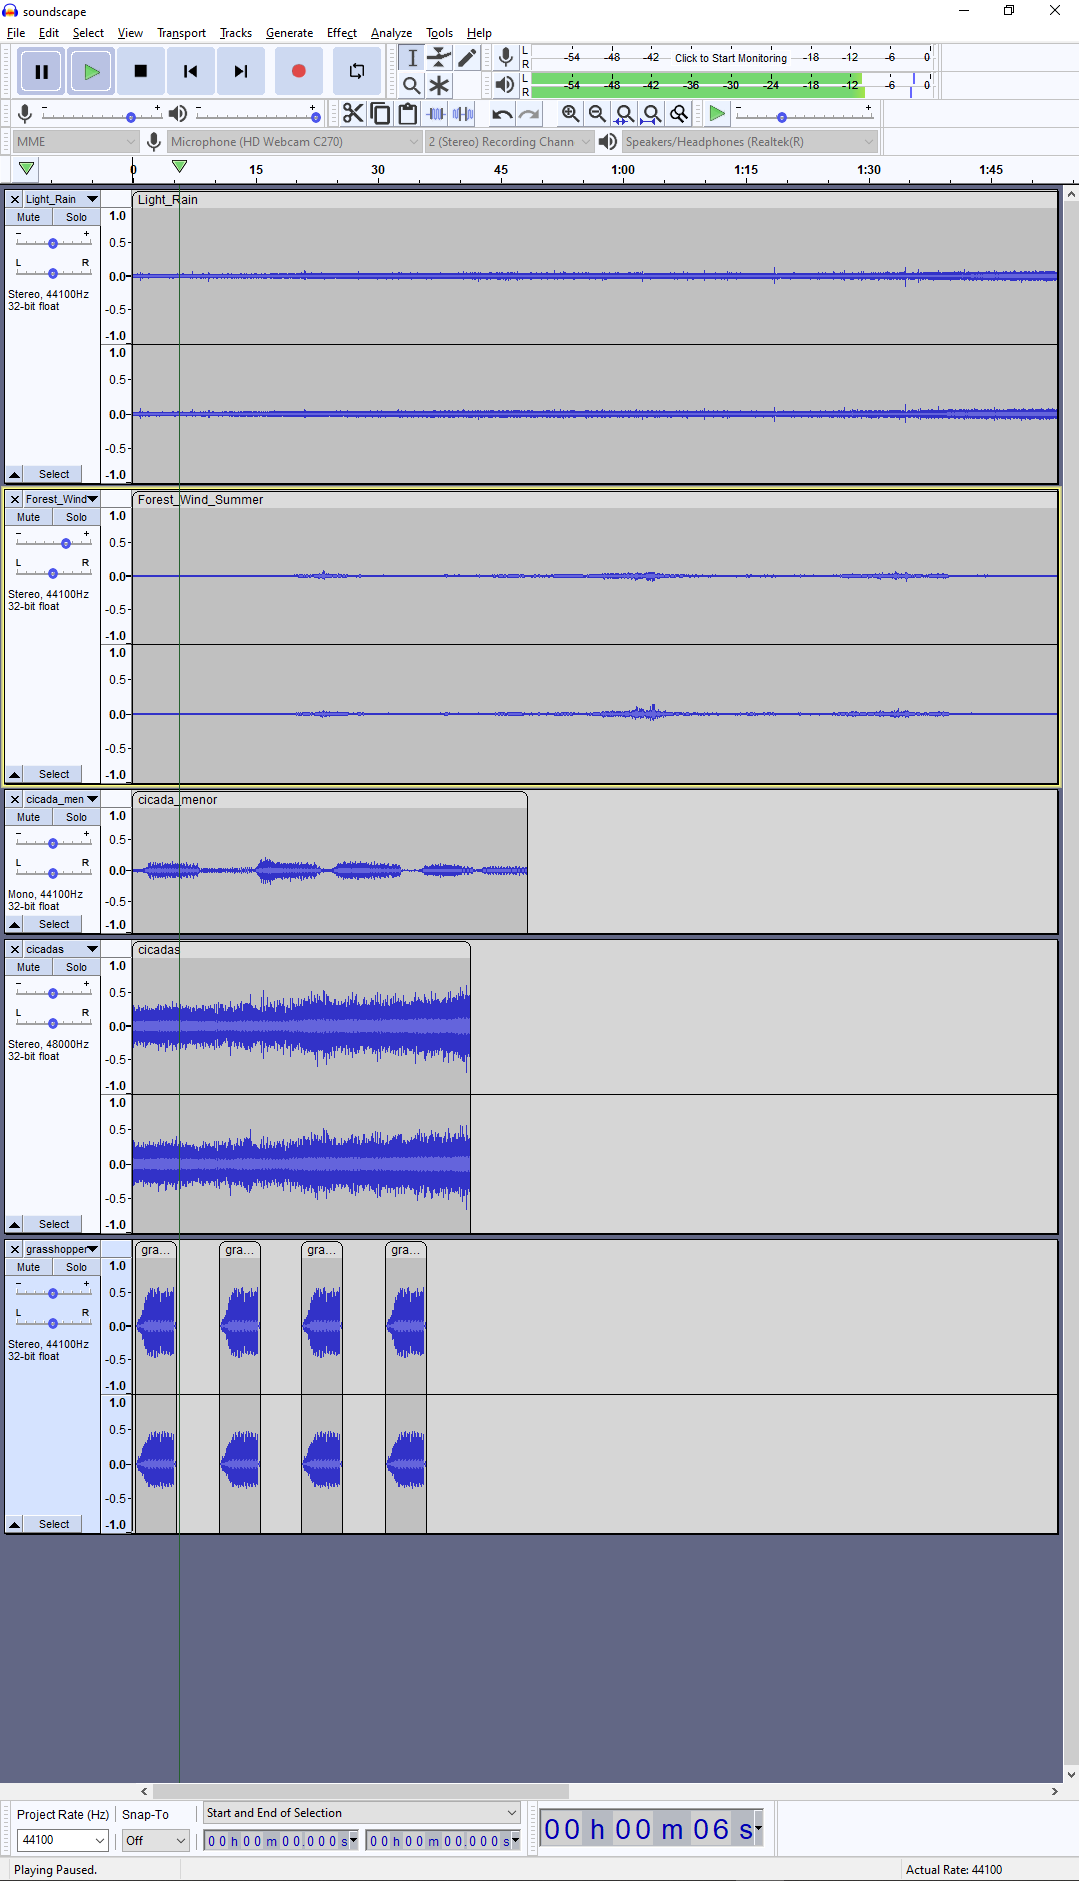 soundscape
File Edit Select View Transport Tracks Generate Effect Analyze Tools Help
L R -54 -48 -42 Click to Start Monitoring -18 -12 -6 0
L R -54 -48 -42 -36 -30 -24 -18 -12 -6 0
MME Microphone (HD Webcam C270) 2 (Stereo) Recording Chann Speakers/Headphones (Realtek(R)
0 15 30 45 1:00 1:15 1:30 1:45
Light_Rain
Light_Rain
Mute Solo
- +
L R
Stereo, 44100Hz
32-bit float
Select
1.0
0.5
0.0
-0.5
-1.0
1.0
0.5
0.0
-0.5
-1.0
Forest_Wind
Forest_Wind_Summer
Mute Solo
- +
L R
Stereo, 44100Hz
32-bit float
Select
1.0
0.5
0.0
-0.5
-1.0
1.0
0.5
0.0
-0.5
-1.0
cicada_men
cicada_menor
Mute Solo
- +
L R
Mono, 44100Hz
32-bit float
Select
1.0
0.5
0.0
-0.5
-1.0
cicadas
cicadas
Mute Solo
- +
L R
Stereo, 48000Hz
32-bit float
Select
1.0
0.5
0.0
-0.5
-1.0
1.0
0.5
0.0
-0.5
-1.0
grasshopper
gra... gra... gra... gra...
Mute Solo
- +
L R
Stereo, 44100Hz
32-bit float
Select
1.0
0.5
0.0
-0.5
-1.0
1.0
0.5
0.0
-0.5
-1.0
Project Rate (Hz) Snap-To Start and End of Selection
44100 Off 00 h 00 m 00.000 s 00 h 00 m 00.000 s 00 h 00 m 06 s
Playing Paused. Actual Rate: 44100